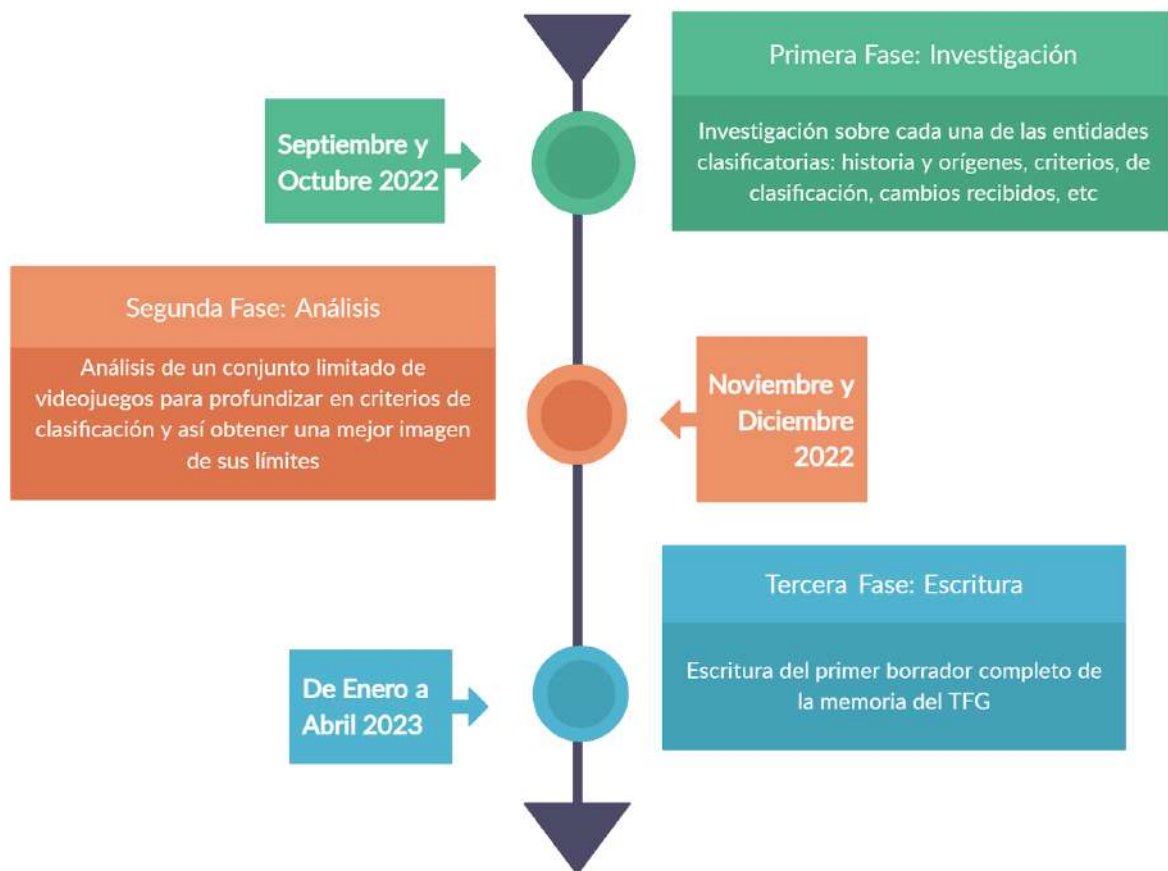 Primera Fase: Investigación
Septiembre y
Octubre 2022
Investigación sobre cada una de las entidades
clasificatorias: historia y orígenes, criterios, de
clasificación, cambios recibidos, etc
Segunda Fase: Análisis
Análisis de un conjunto limitado de
videojuegos para profundizar en criterios de
clasificación y así obtener una mejor imagen
de sus límites
Noviembre y
Diciembre
2022
Tercera Fase: Escritura
De Enero a
Abril 2023
Escritura del primer borrador completo de
la memoria del TFG